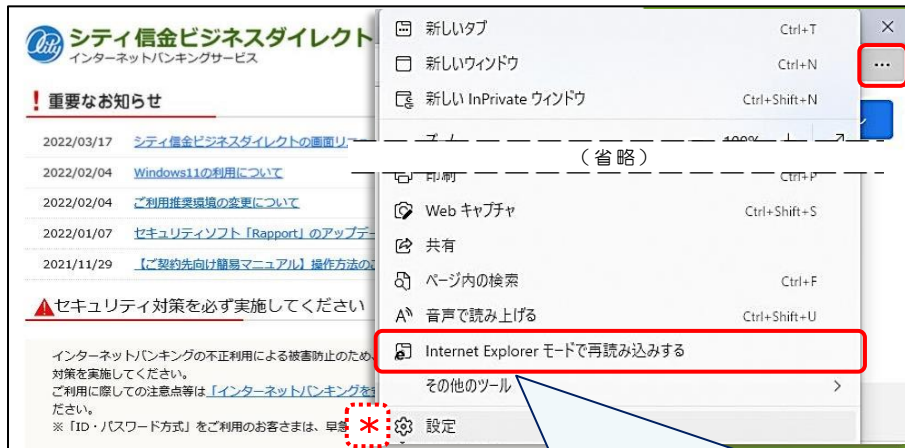 City
シティ信金ビジネスダイレクト
インターネットバンキングサービス
重要なお知らせ
2022/03/17 シティ信金ビジネスダイレクトの画面リ
2022/02/04 Windows11の利用について
2022/02/04 ご利用推奨環境の変更について
2022/01/07 セキュリティソフト「Rapport」のアップデー
2021/11/29 【ご契約先向け簡易マニュアル】操作方法のご
セキュリティ対策を必ず実施してください
インターネットバンキングの不正利用による被害防止のため、
対策を実施してください。
ご利用に際しての注意点等は「インターネットバンキングを
ださい。
※「ID・パスワード方式」をご利用のお客さまは、早急
*
新しいタブ Ctrl+T
新しいウィンドウ Ctrl+N
新しい InPrivate ウィンドウ Ctrl+Shift+N
ズーム 100% +
(省略)
印刷 Ctrl+P
Web キャプチャ Ctrl+Shift+S
共有
ページ内の検索 Ctrl+F
音声で読み上げる Ctrl+Shift+U
Internet Explorer モードで再読み込みする
その他のツール
設定